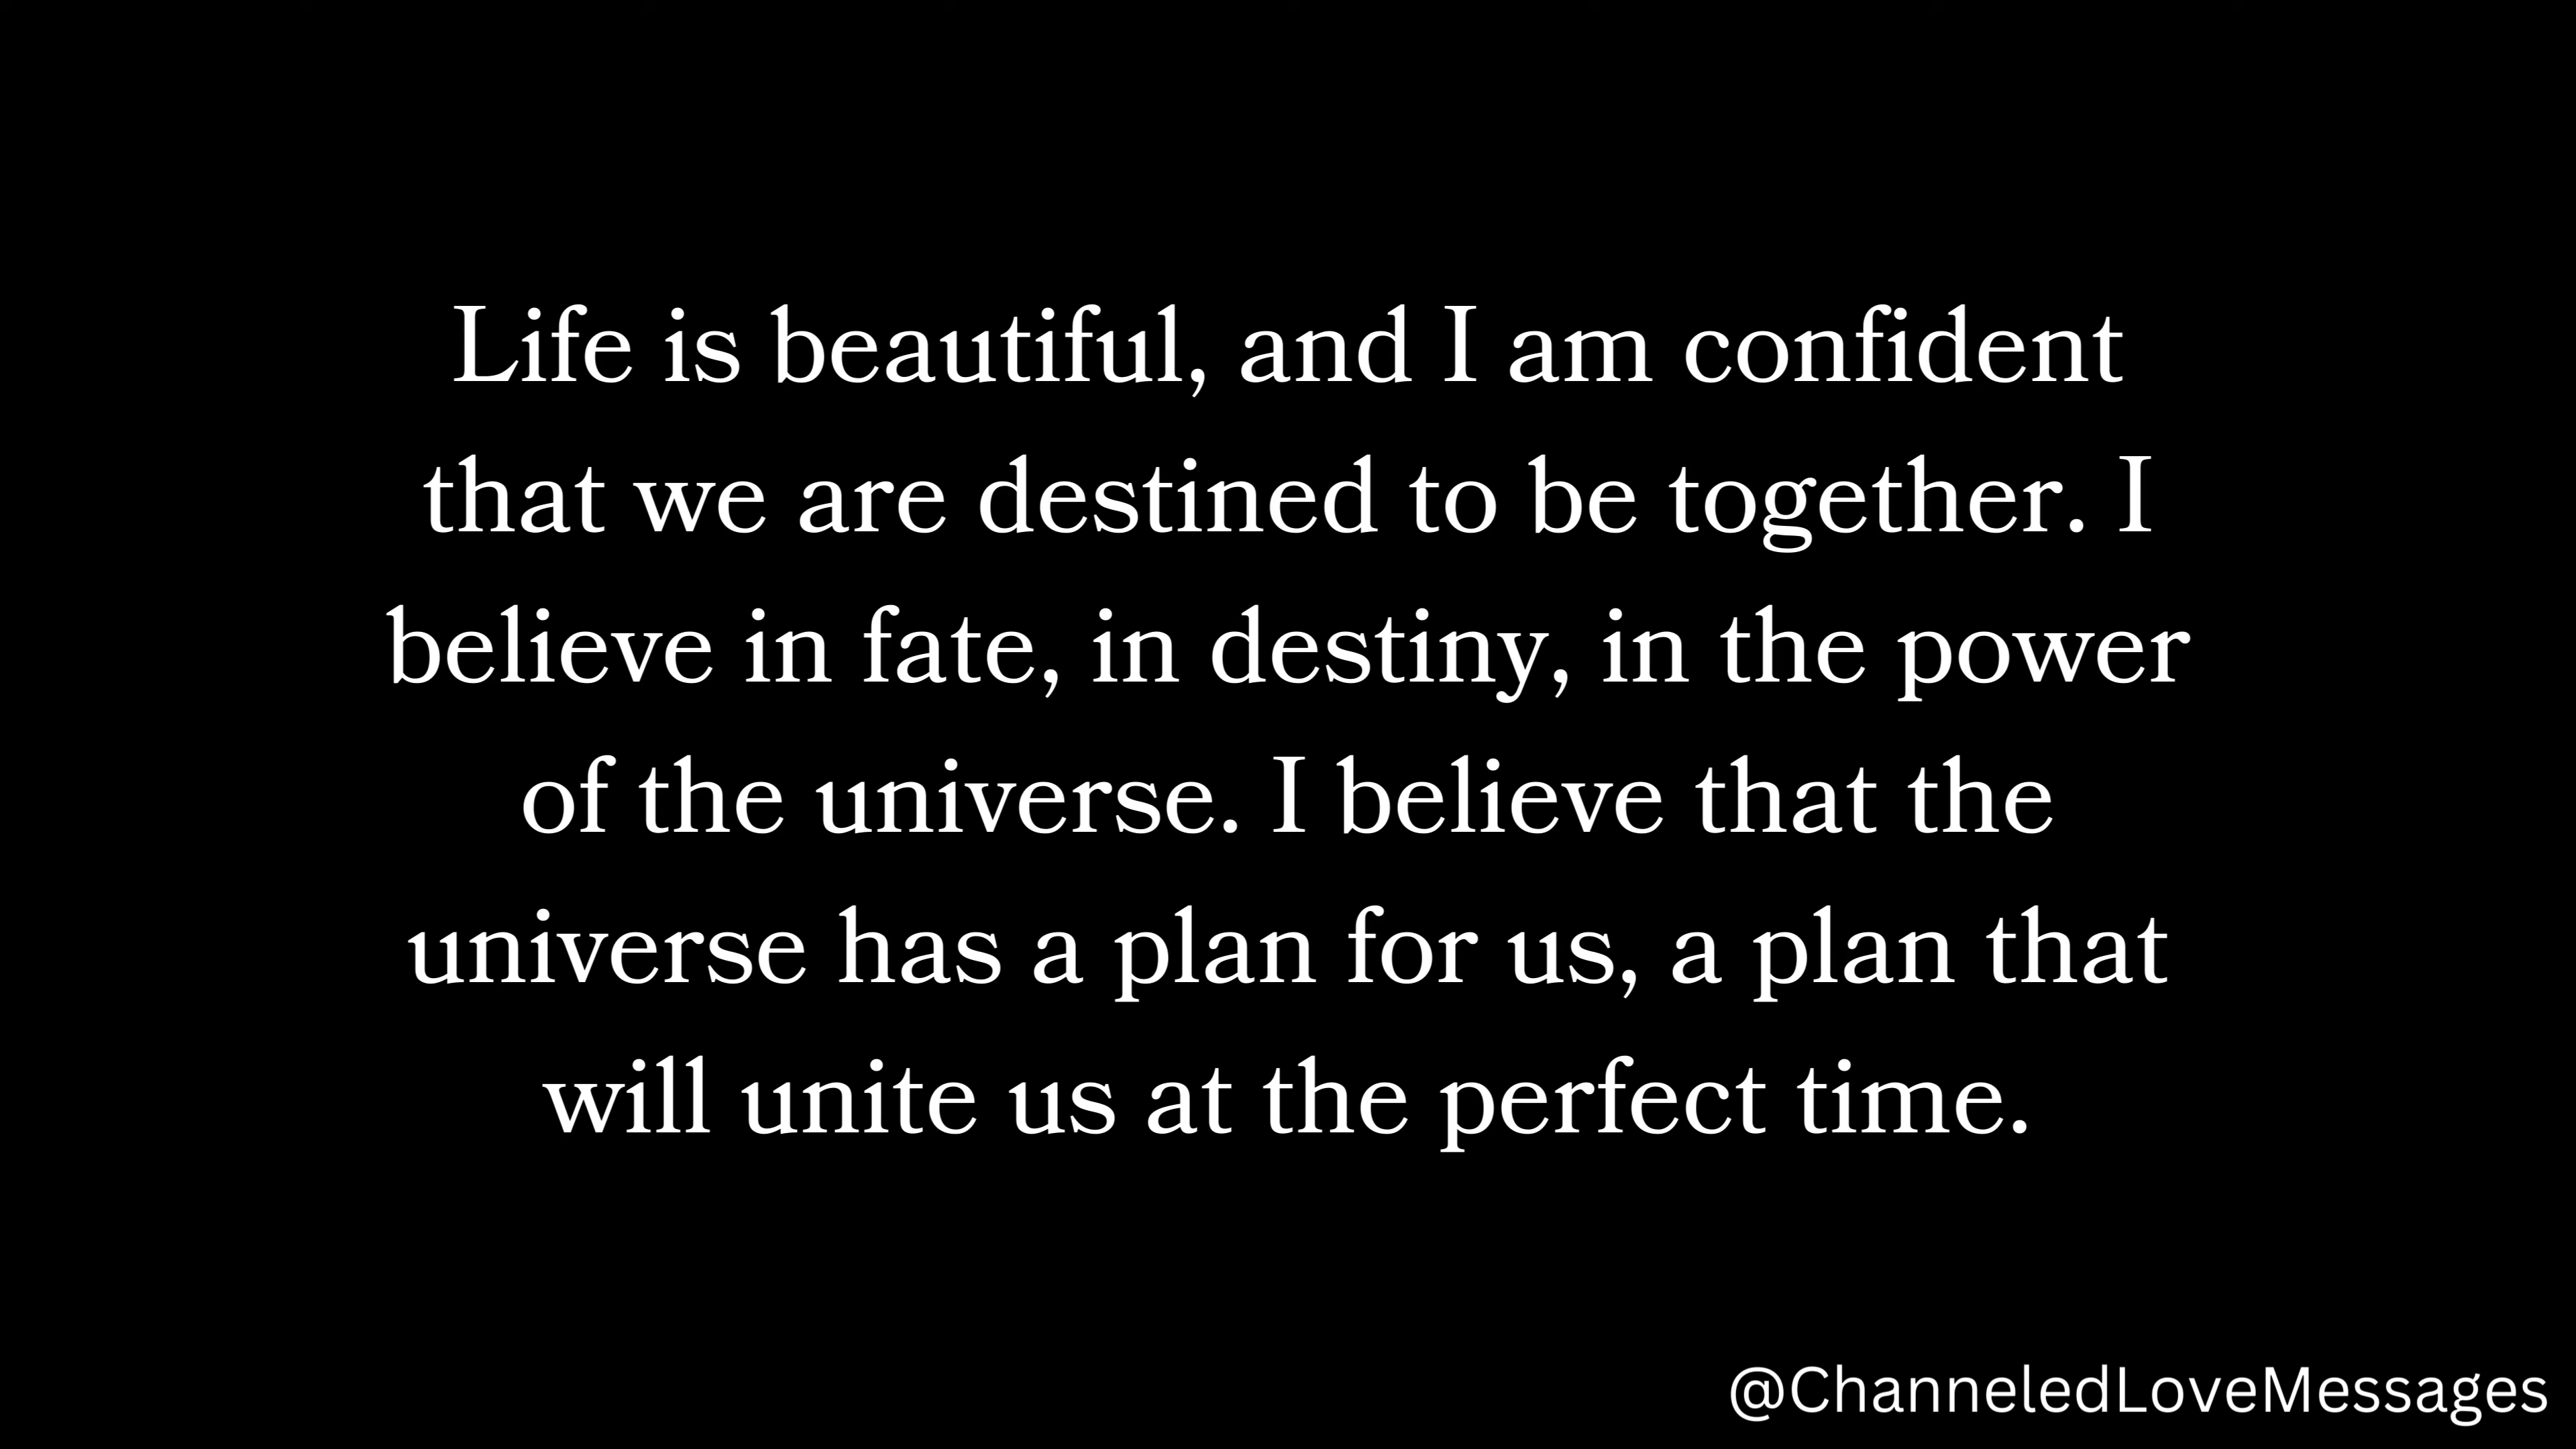 Life is beautiful, and I am confident
that we are destined to be together. I
believe in fate, in destiny, in the power
of the universe. I believe that the
universe has a plan for us, a plan that
will unite us at the perfect time.
@ChanneledLoveMessages